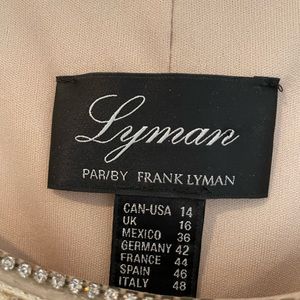 Lyman
PAR/BY FRANK LYMAN
CAN-USA 14
UK 16
MEXICO 36
GERMANY 42
FRANCE 44
SPAIN 46
ITALY 48